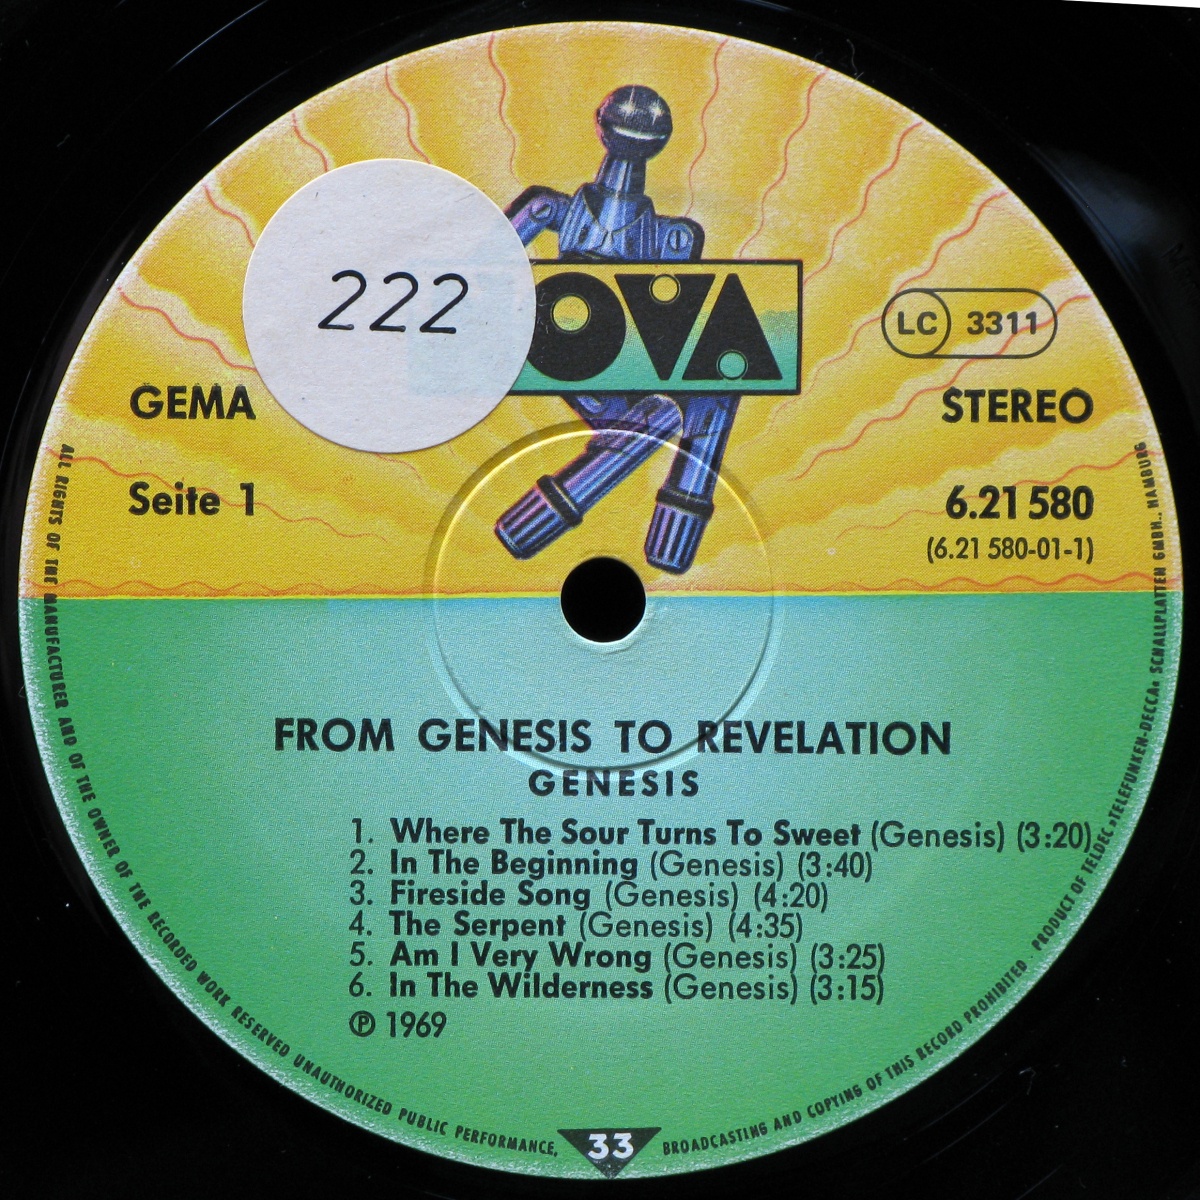 222
OVA
LC 3311
GEMA
STEREO
Seite 1
6.21 580
(6.21 580-01-1)
FROM GENESIS TO REVELATION
GENESIS
1. Where The Sour Turns To Sweet (Genesis) (3:20)
2. In The Beginning (Genesis) (3:40)
3. Fireside Song (Genesis) (4:20)
4. The Serpent (Genesis) (4:35)
5. Am I Very Wrong (Genesis) (3:25)
6. In The Wilderness (Genesis) (3:15)
℗ 1969
33
ALL RIGHTS OF THE MANUFACTURER AND OF THE OWNER OF THE RECORDED WORK RESERVED UNAUTHORIZED PUBLIC PERFORMANCE, BROADCASTING AND COPYING OF THIS RECORD PROHIBITED · PRODUCT OF TELDEC »TELEFUNKEN-DECCA« SCHALLPLATTEN GMBH., HAMBURG